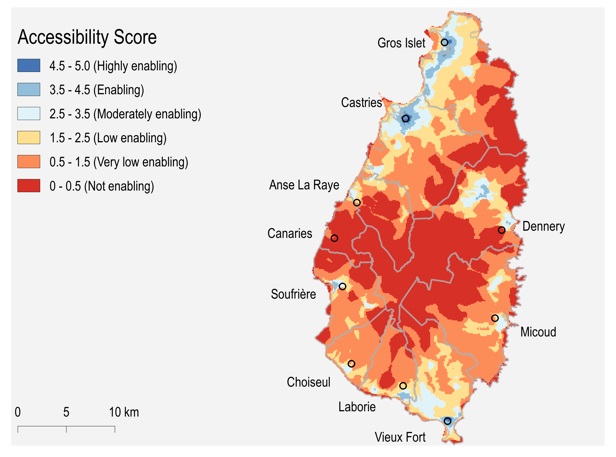 Accessibility Score
4.5 - 5.0 (Highly enabling)
3.5 - 4.5 (Enabling)
2.5 - 3.5 (Moderately enabling)
1.5 - 2.5 (Low enabling)
0.5 - 1.5 (Very low enabling)
0 - 0.5 (Not enabling)
Gros Islet
Castries
Anse La Raye
Dennery
Canaries
Soufrière
Micoud
Choiseul
Laborie
Vieux Fort
0 5 10 km